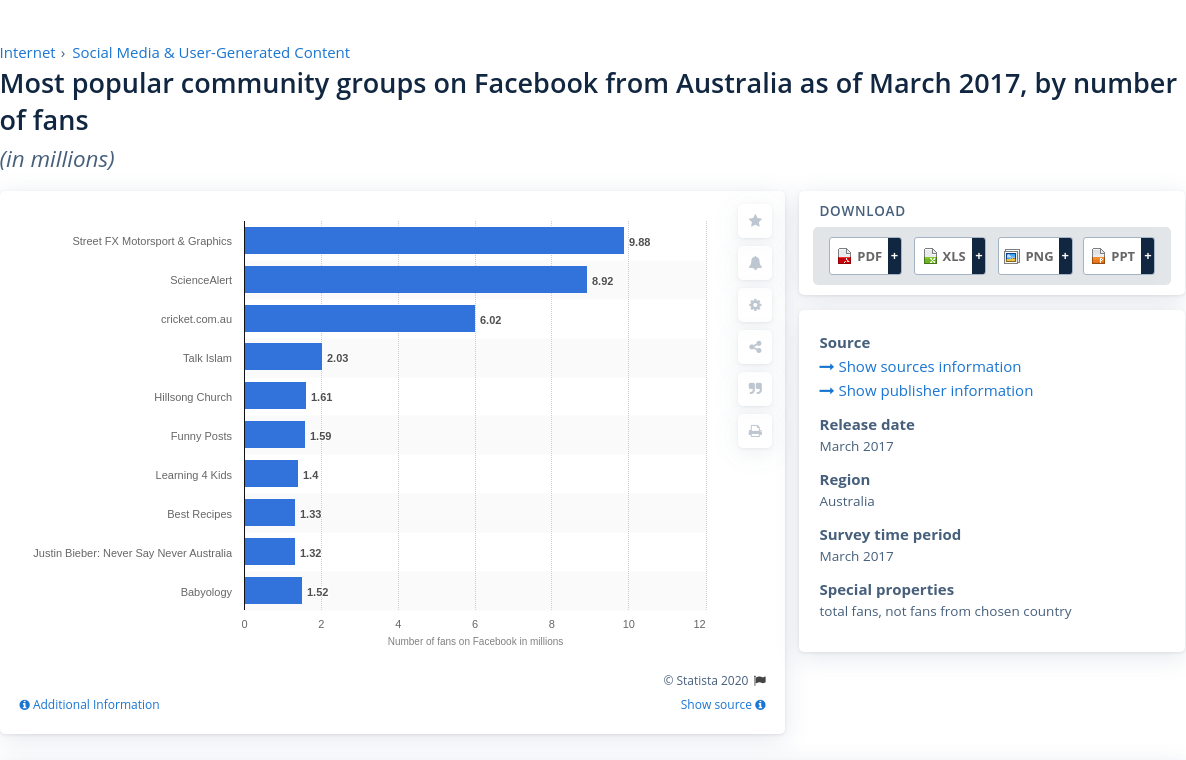 Internet › Social Media & User-Generated Content
Most popular community groups on Facebook from Australia as of March 2017, by number
of fans
(in millions)
Street FX Motorsport & Graphics 9.88
ScienceAlert 8.92
cricket.com.au 6.02
Talk Islam 2.03
Hillsong Church 1.61
Funny Posts 1.59
Learning 4 Kids 1.4
Best Recipes 1.33
Justin Bieber: Never Say Never Australia 1.32
Babyology 1.52
0 2 4 6 8 10 12
Number of fans on Facebook in millions
© Statista 2020
Additional Information
Show source
DOWNLOAD
PDF + XLS + PNG + PPT +
Source
Show sources information
Show publisher information
Release date
March 2017
Region
Australia
Survey time period
March 2017
Special properties
total fans, not fans from chosen country